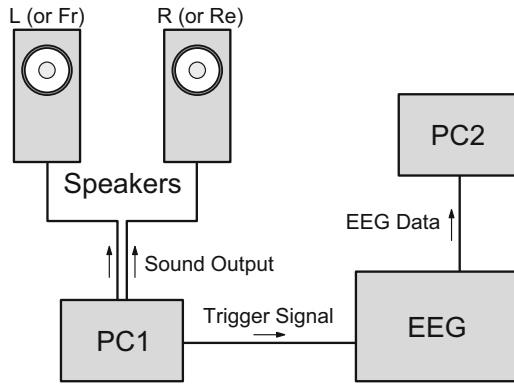 L (or Fr)
R (or Re)
Speakers
PC2
EEG Data
Sound Output
Trigger Signal
PC1
EEG